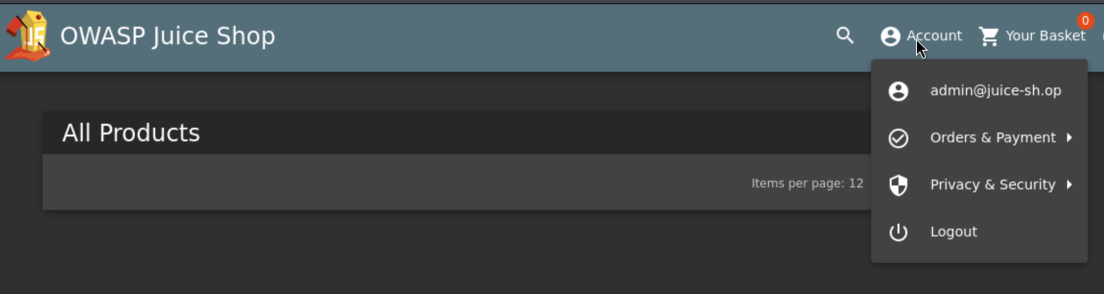 OWASP Juice Shop
Account
Your Basket
0
admin@juice-sh.op
All Products
Orders & Payment
Items per page: 12
Privacy & Security
Logout